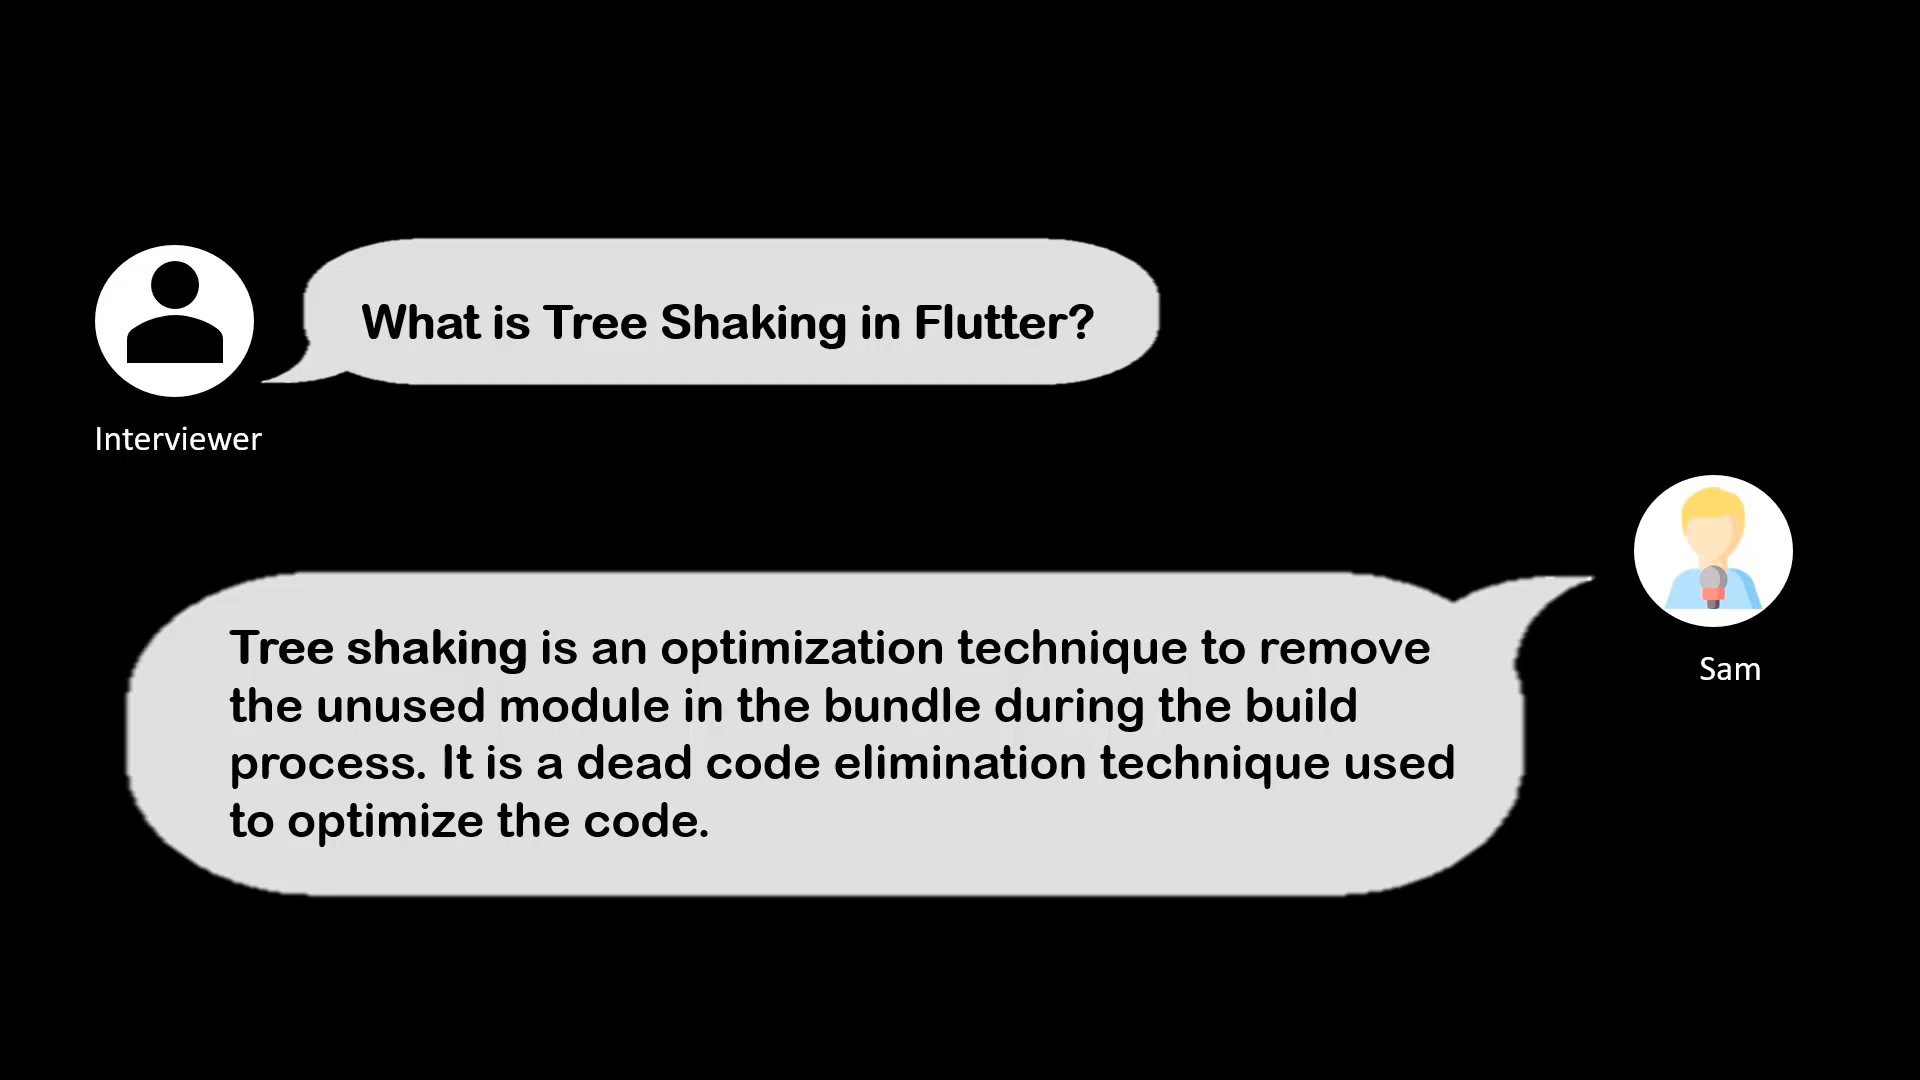 What is Tree Shaking in Flutter?
Interviewer
Tree shaking is an optimization technique to remove
the unused module in the bundle during the build
process. It is a dead code elimination technique used
to optimize the code.
Sam